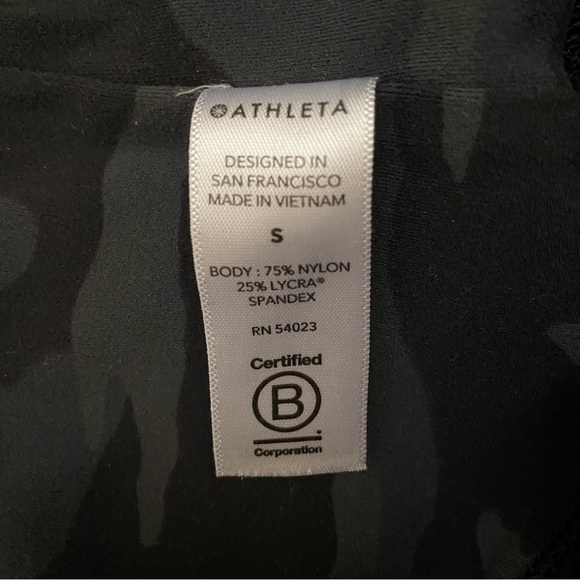 ATHLETA
DESIGNED IN
SAN FRANCISCO
MADE IN VIETNAM
S
BODY : 75% NYLON
25% LYCRA®
SPANDEX
RN 54023
Certified
B
Corporation